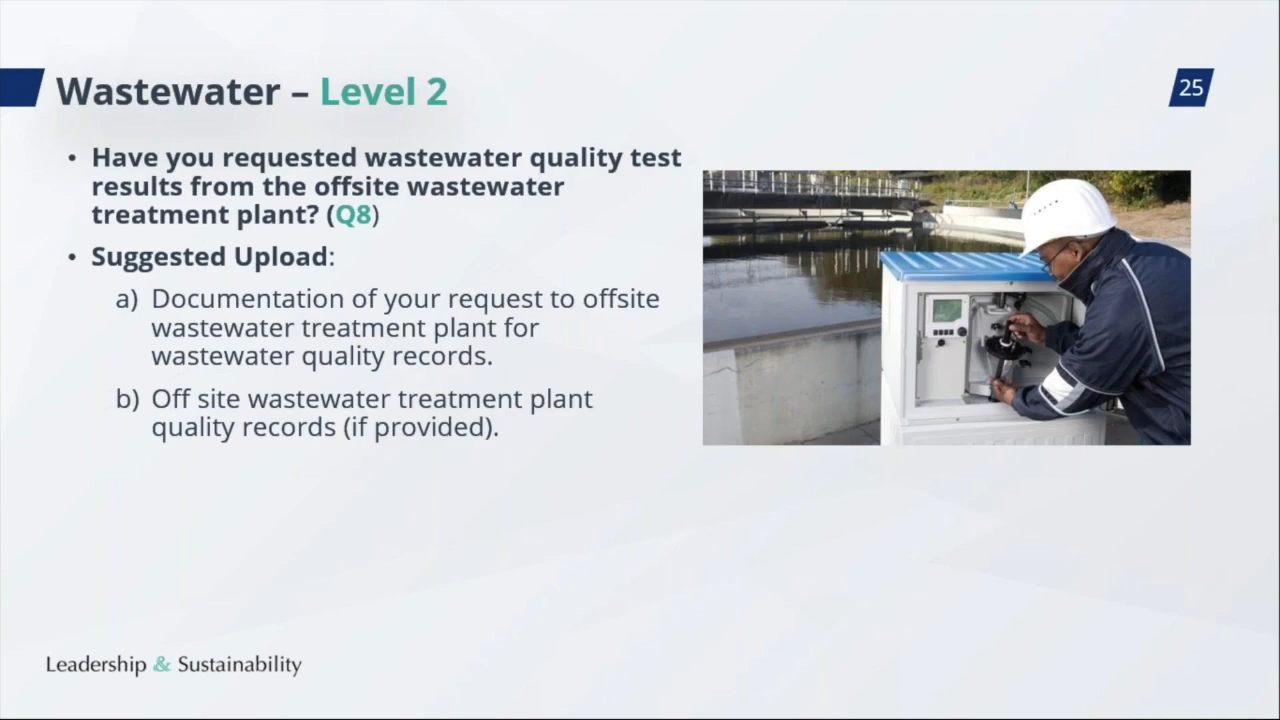 Wastewater – Level 2
25
• Have you requested wastewater quality test
results from the offsite wastewater
treatment plant? (Q8)
• Suggested Upload:
a) Documentation of your request to offsite
wastewater treatment plant for
wastewater quality records.
b) Off site wastewater treatment plant
quality records (if provided).
Leadership & Sustainability